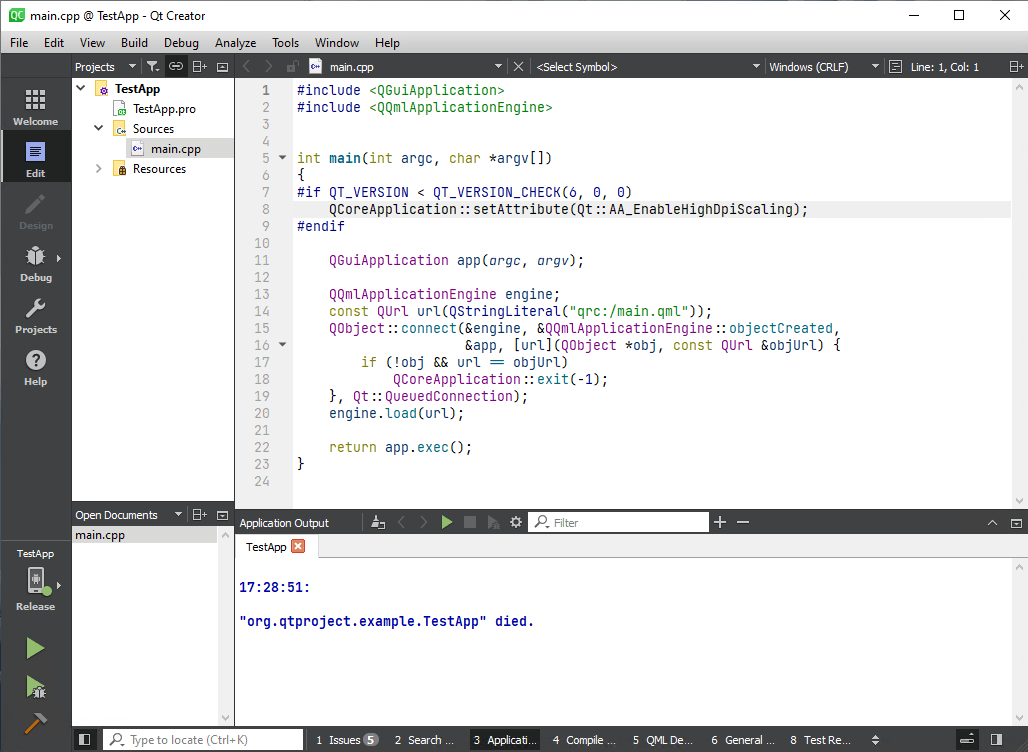 main.cpp @ TestApp - Qt Creator
File Edit View Build Debug Analyze Tools Window Help
Projects
main.cpp
<Select Symbol>
Windows (CRLF)
Line: 1, Col: 1
Welcome
Edit
Design
Debug
Projects
Help
TestApp
TestApp.pro
Sources
main.cpp
Resources
1 #include <QGuiApplication>
2 #include <QQmlApplicationEngine>
3
4
5 int main(int argc, char *argv[])
6 {
7 #if QT_VERSION < QT_VERSION_CHECK(6, 0, 0)
8     QCoreApplication::setAttribute(Qt::AA_EnableHighDpiScaling);
9 #endif
10
11     QGuiApplication app(argc, argv);
12
13     QQmlApplicationEngine engine;
14     const QUrl url(QStringLiteral("qrc:/main.qml"));
15     QObject::connect(&engine, &QQmlApplicationEngine::objectCreated,
16                      &app, [url](QObject *obj, const QUrl &objUrl) {
17         if (!obj && url == objUrl)
18             QCoreApplication::exit(-1);
19     }, Qt::QueuedConnection);
20     engine.load(url);
21
22     return app.exec();
23 }
24
Open Documents
main.cpp
TestApp
Release
Application Output
Filter
TestApp
17:28:51:
"org.qtproject.example.TestApp" died.
Type to locate (Ctrl+K)
1 Issues 5
2 Search ...
3 Applicati...
4 Compile ...
5 QML De...
6 General ...
8 Test Re...